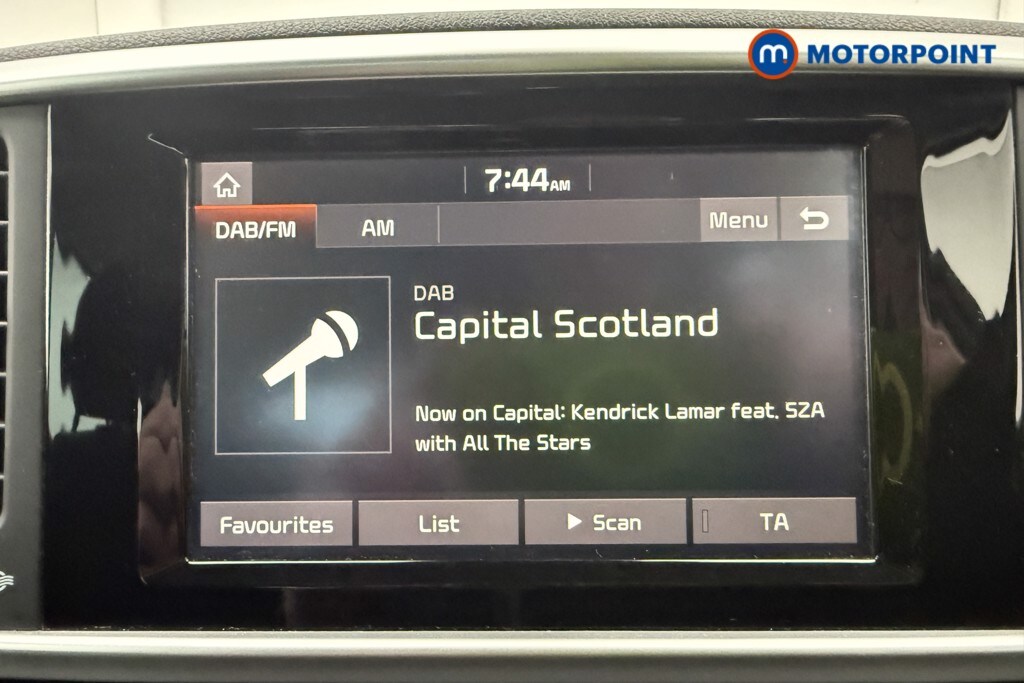 m MOTORPOINT
7:44AM
DAB/FM AM Menu
DAB
Capital Scotland
Now on Capital: Kendrick Lamar feat. SZA
with All The Stars
Favourites List Scan TA